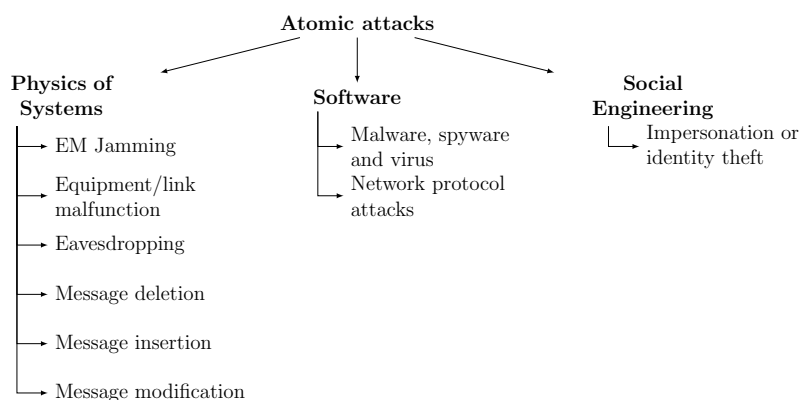 Atomic attacks
Physics of
Systems
EM Jamming
Equipment/link
malfunction
Eavesdropping
Message deletion
Message insertion
Message modification
Software
Malware, spyware
and virus
Network protocol
attacks
Social
Engineering
Impersonation or
identity theft